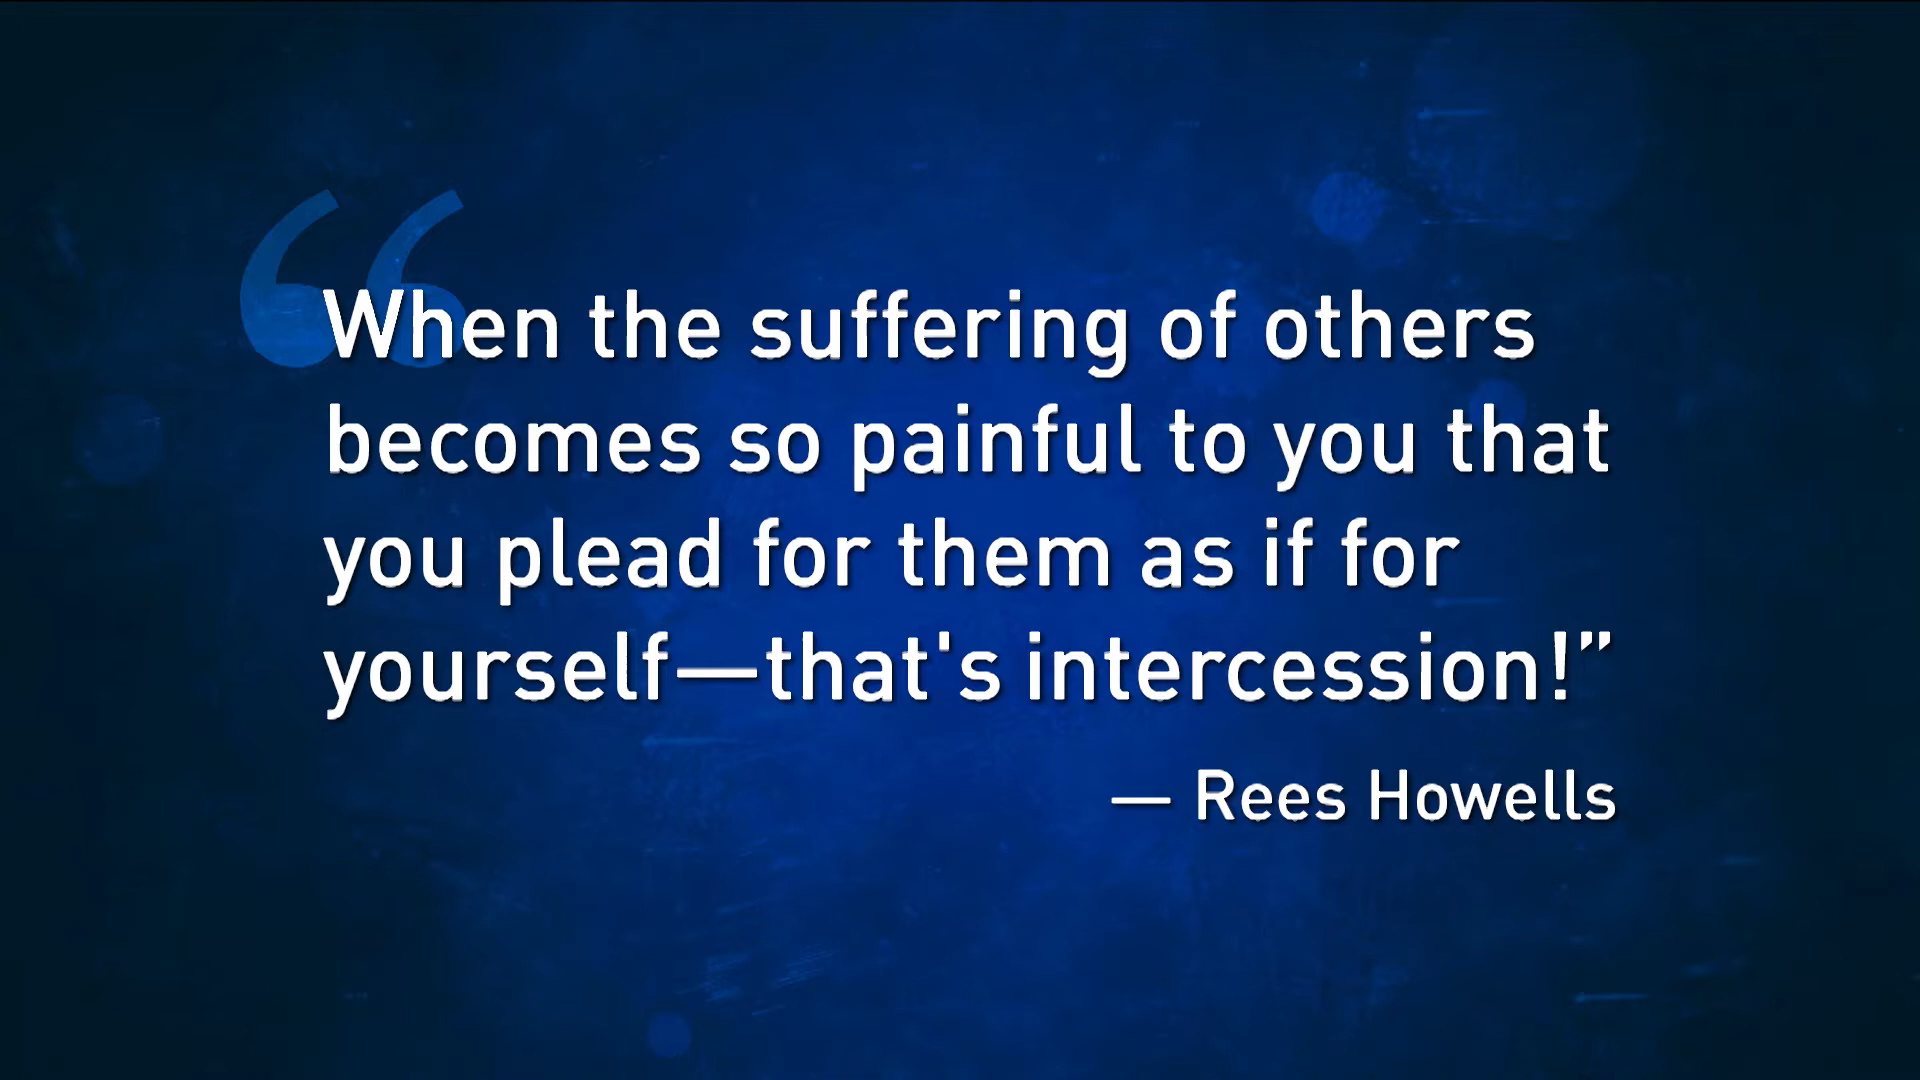 “When the suffering of others
becomes so painful to you that
you plead for them as if for
yourself—that's intercession!”
— Rees Howells